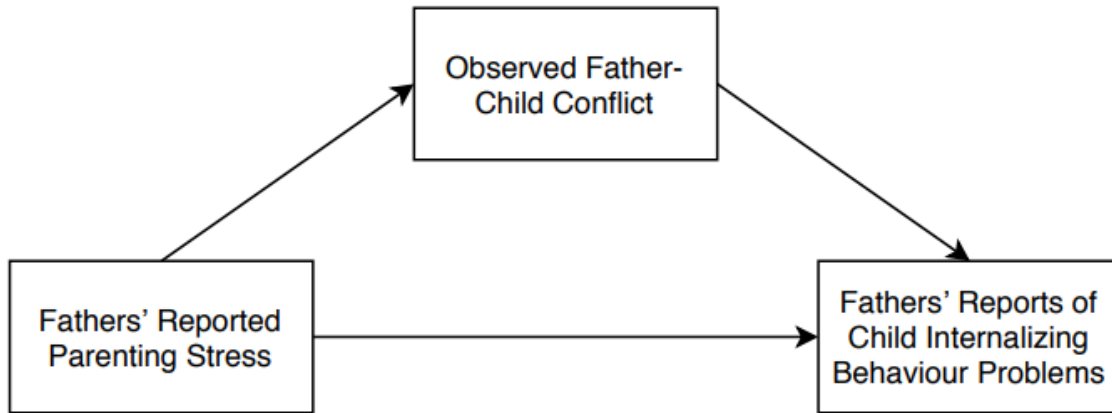 Observed Father-
Child Conflict
Fathers’ Reported
Parenting Stress
Fathers’ Reports of
Child Internalizing
Behaviour Problems